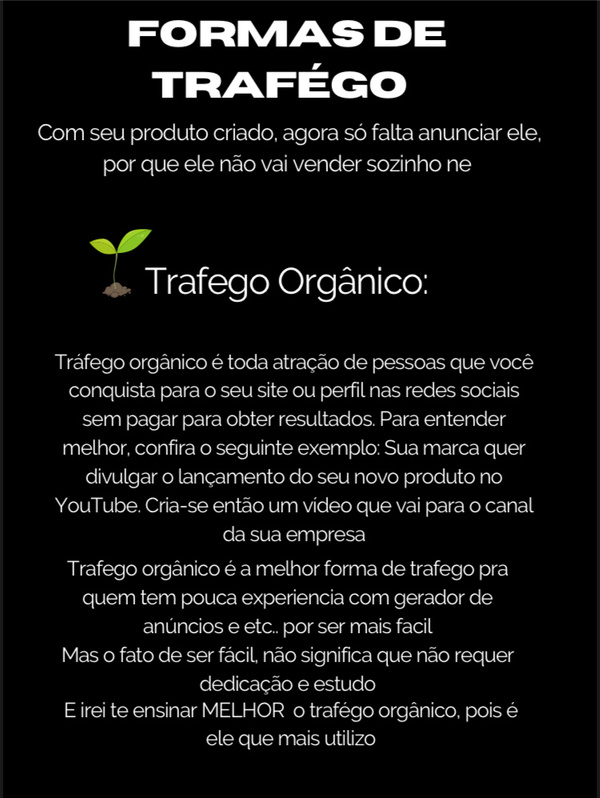 FORMAS DE
TRAFÉGO
Com seu produto criado, agora só falta anunciar ele,
por que ele não vai vender sozinho ne
Trafego Orgânico:
Tráfego orgânico é toda atração de pessoas que você
conquista para o seu site ou perfil nas redes sociais
sem pagar para obter resultados. Para entender
melhor, confira o seguinte exemplo: Sua marca quer
divulgar o lançamento do seu novo produto no
YouTube. Cria-se então um vídeo que vai para o canal
da sua empresa
Trafego orgânico é a melhor forma de trafego pra
quem tem pouca experiencia com gerador de
anúncios e etc.. por ser mais facil
Mas o fato de ser fácil, não significa que não requer
dedicação e estudo
E irei te ensinar MELHOR o trafégo orgânico, pois é
ele que mais utilizo